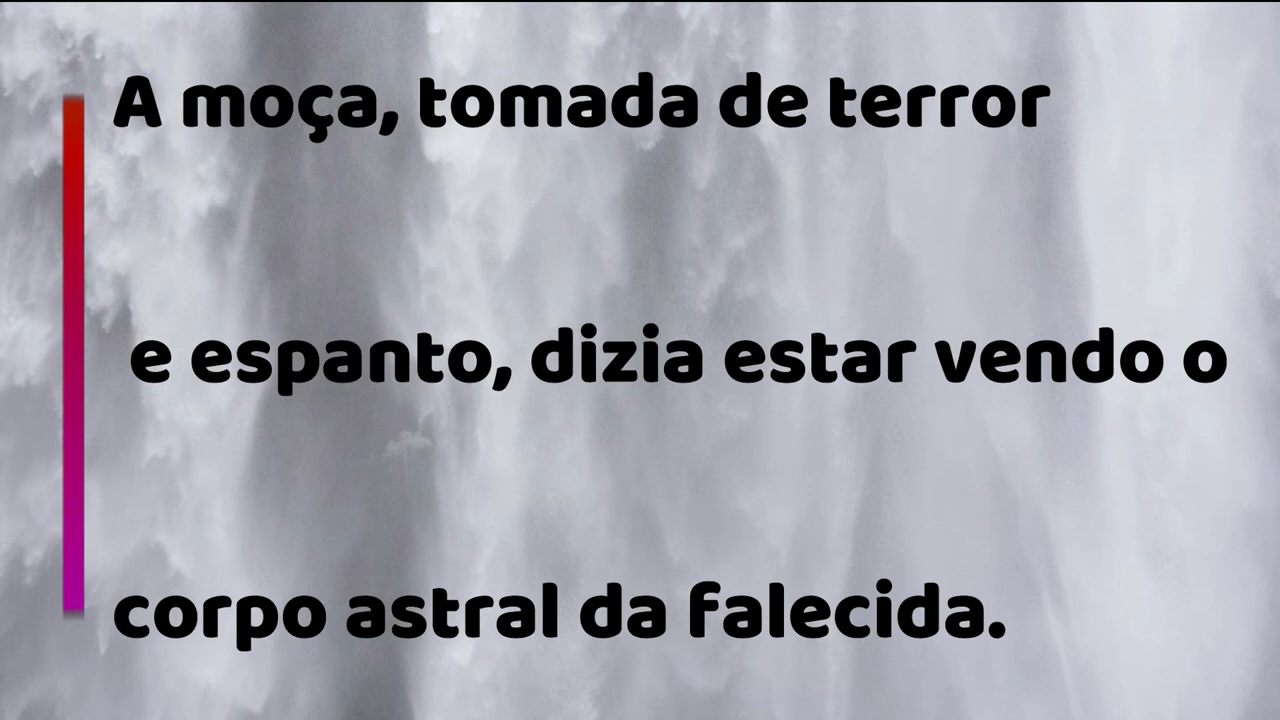 A moça, tomada de terror
e espanto, dizia estar vendo o
corpo astral da falecida.